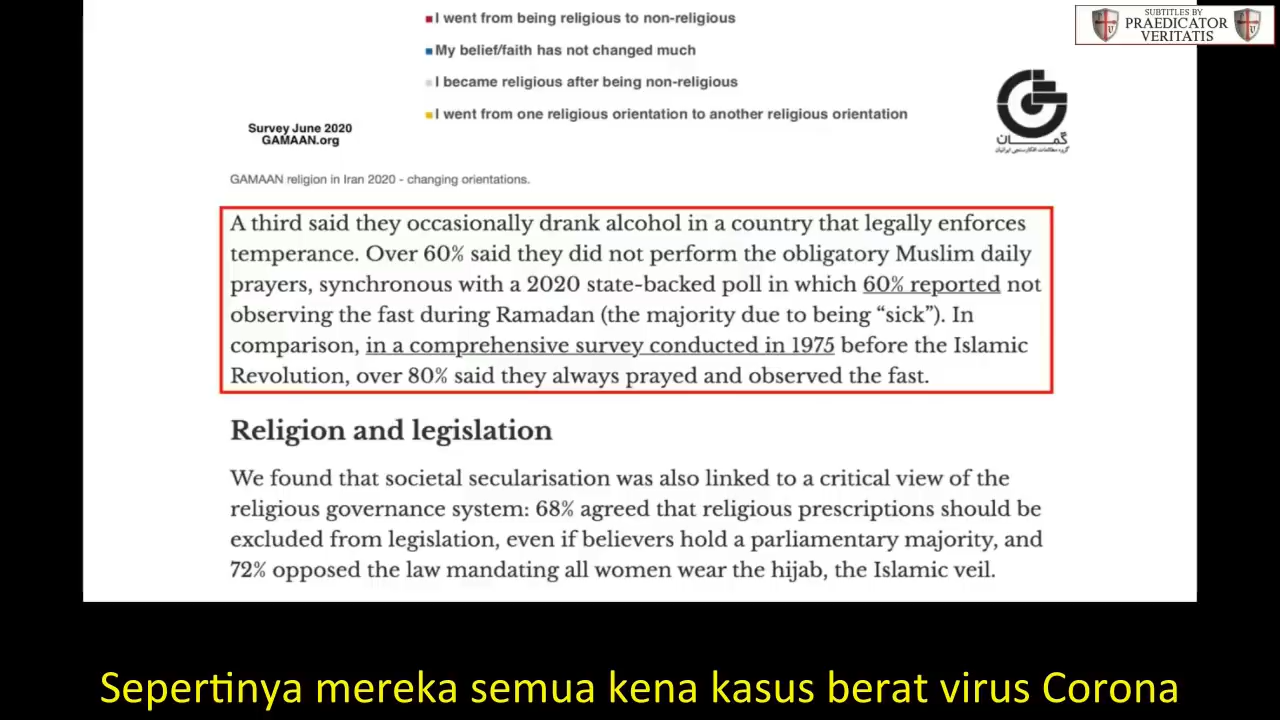 SUBTITLES BY
PRAEDICATOR
VERITATIS
I went from being religious to non-religious
My belief/faith has not changed much
I became religious after being non-religious
I went from one religious orientation to another religious orientation
Survey June 2020
GAMAAN.org
گمان
گروه مطالعات افکارسنجی ایرانیان
GAMAAN religion in Iran 2020 - changing orientations.
A third said they occasionally drank alcohol in a country that legally enforces
temperance. Over 60% said they did not perform the obligatory Muslim daily
prayers, synchronous with a 2020 state-backed poll in which 60% reported not
observing the fast during Ramadan (the majority due to being “sick”). In
comparison, in a comprehensive survey conducted in 1975 before the Islamic
Revolution, over 80% said they always prayed and observed the fast.
Religion and legislation
We found that societal secularisation was also linked to a critical view of the
religious governance system: 68% agreed that religious prescriptions should be
excluded from legislation, even if believers hold a parliamentary majority, and
72% opposed the law mandating all women wear the hijab, the Islamic veil.
Sepertinya mereka semua kena kasus berat virus Corona